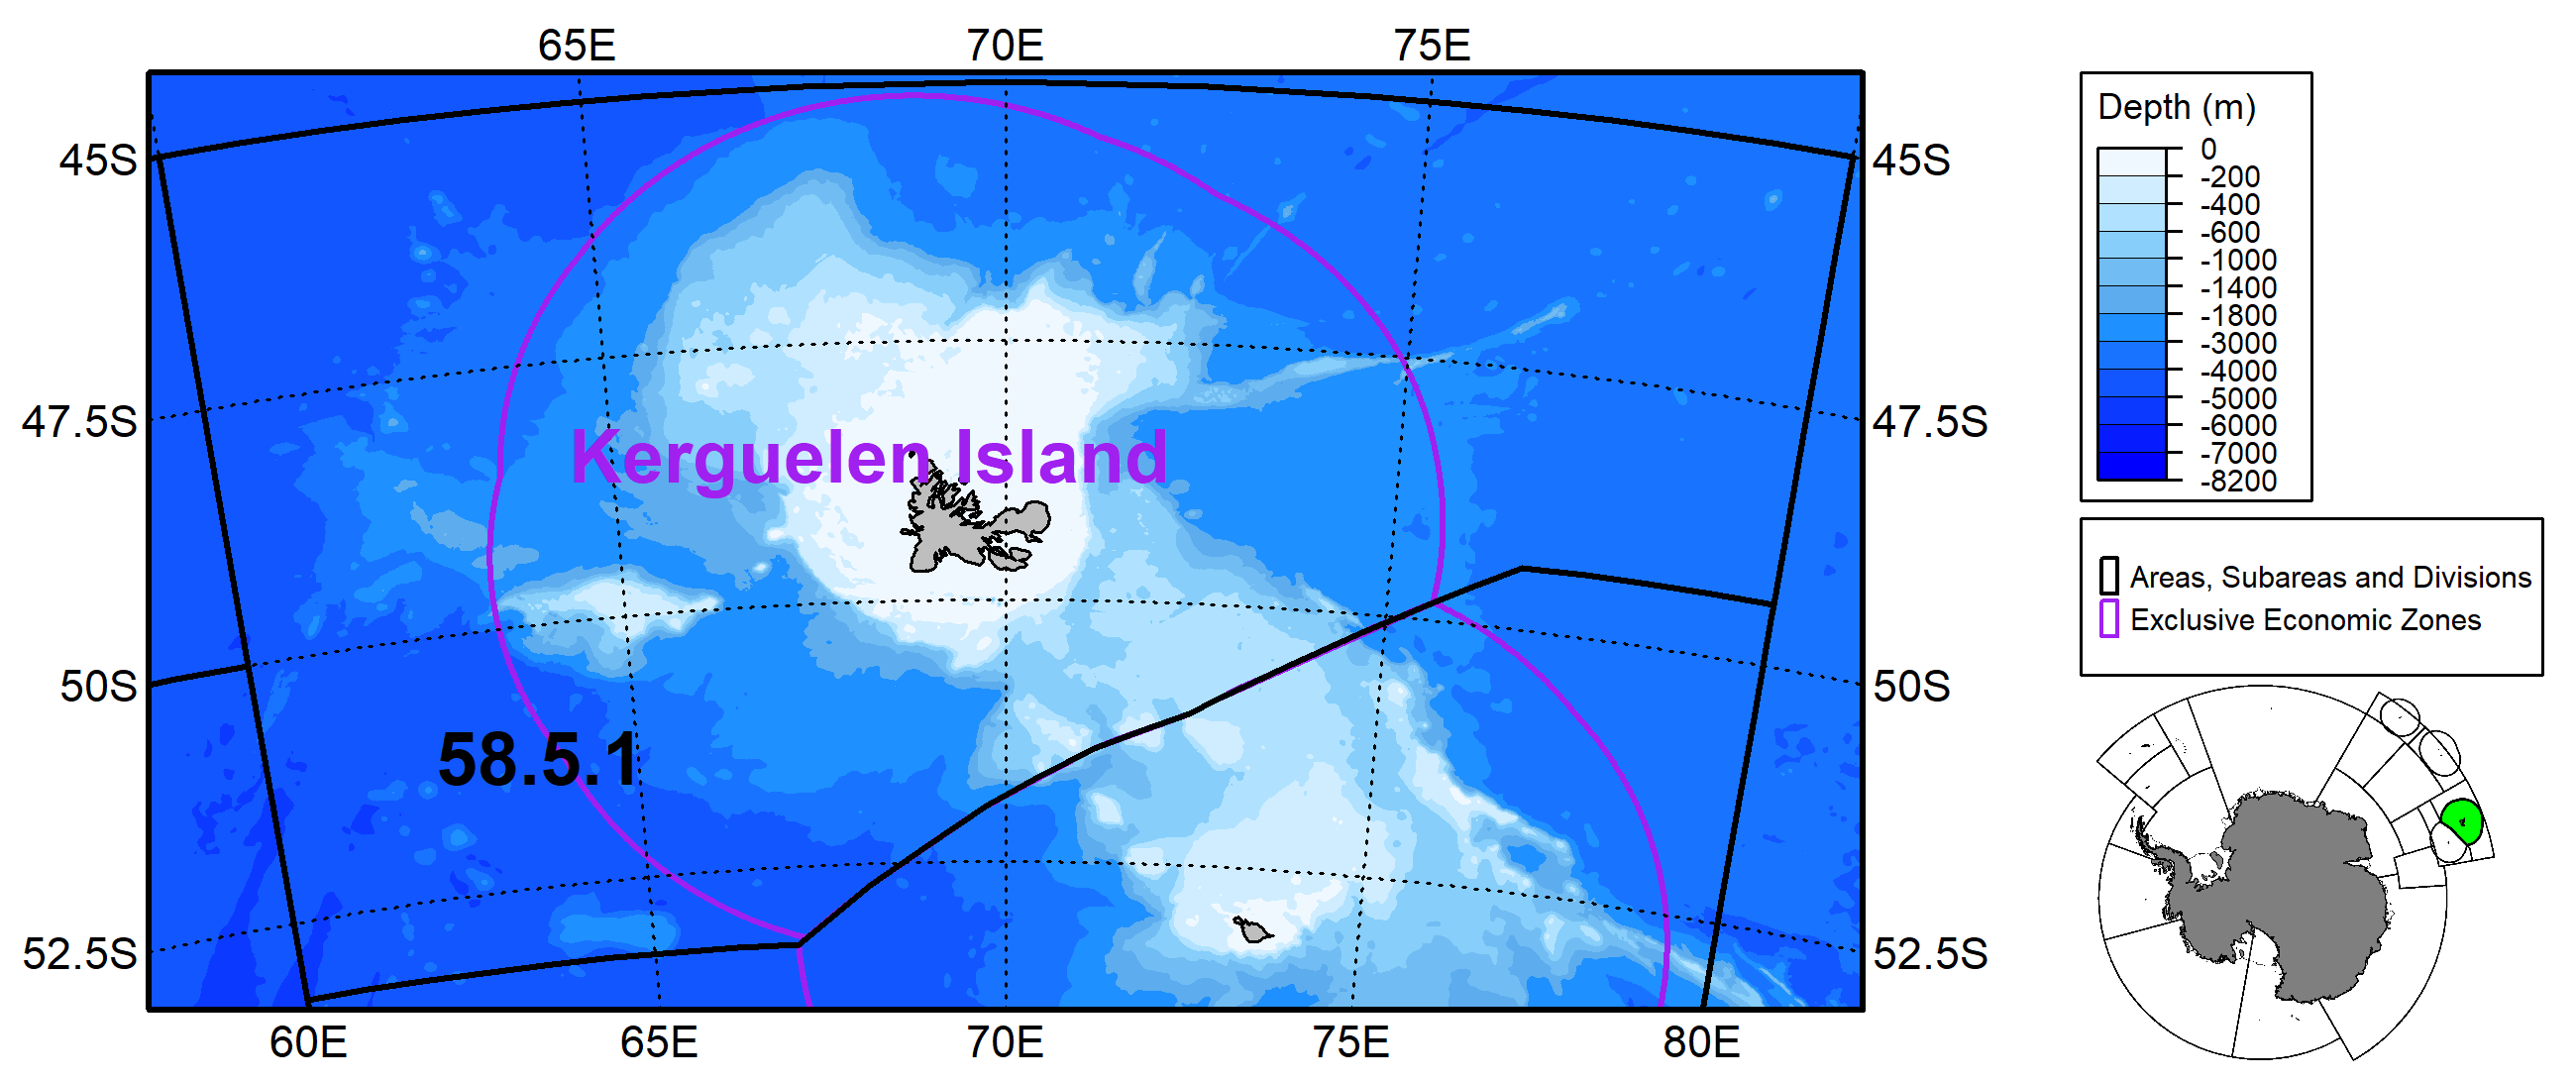 65E 70E 75E
45S 45S
47.5S 47.5S
Kerguelen Island
50S 50S
58.5.1
52.5S 52.5S
60E 65E 70E 75E 80E
Depth (m)
0
-200
-400
-600
-1000
-1400
-1800
-3000
-4000
-5000
-6000
-7000
-8200
Areas, Subareas and Divisions
Exclusive Economic Zones